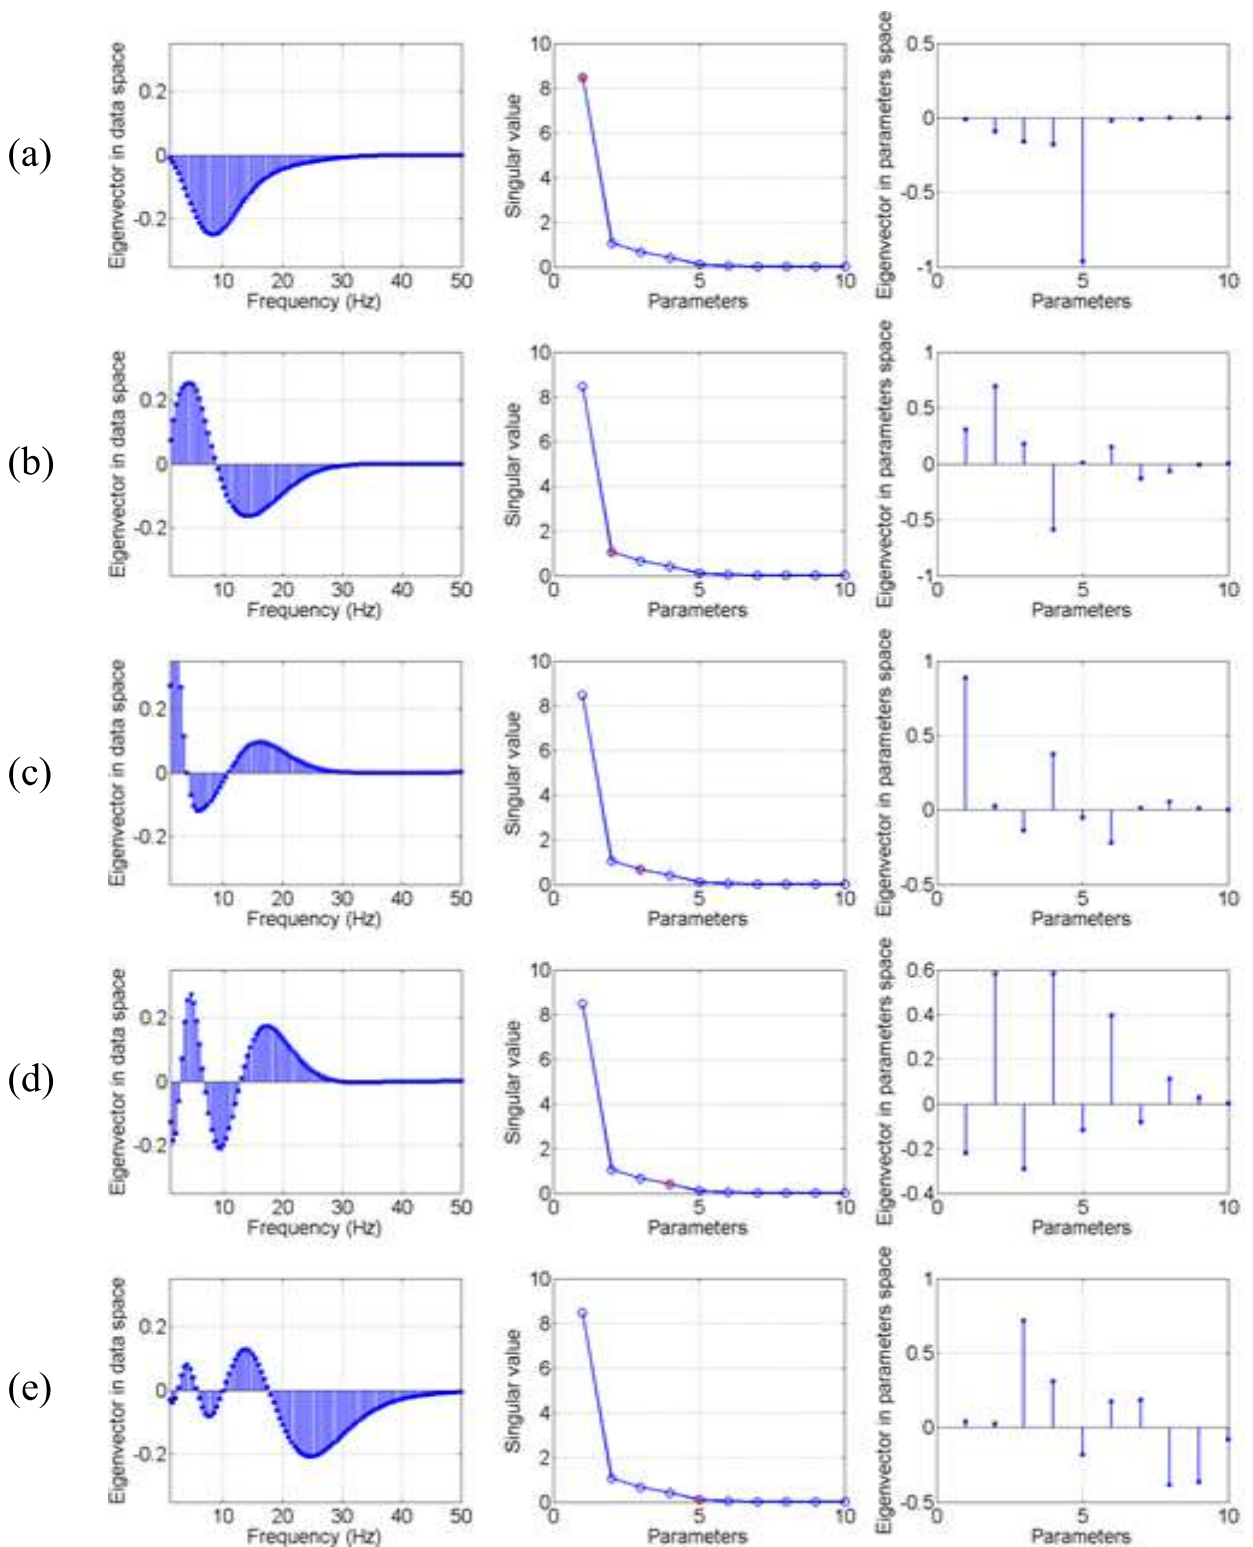 (a)
Eigenvector in data space
0.2
0
-0.2
10 20 30 40 50
Frequency (Hz)
Singular value
10
8
6
4
2
0
0 5 10
Parameters
Eigenvector in parameters space
0.5
0
-0.5
-1
0 5 10
Parameters
(b)
Eigenvector in data space
0.2
0
-0.2
10 20 30 40 50
Frequency (Hz)
Singular value
10
8
6
4
2
0
0 5 10
Parameters
Eigenvector in parameters space
1
0.5
0
-0.5
-1
0 5 10
Parameters
(c)
Eigenvector in data space
0.2
0
-0.2
10 20 30 40 50
Frequency (Hz)
Singular value
10
8
6
4
2
0
0 5 10
Parameters
Eigenvector in parameters space
1
0.5
0
-0.5
0 5 10
Parameters
(d)
Eigenvector in data space
0.2
0
-0.2
10 20 30 40 50
Frequency (Hz)
Singular value
10
8
6
4
2
0
0 5 10
Parameters
Eigenvector in parameters space
0.6
0.4
0.2
0
-0.2
-0.4
0 5 10
Parameters
(e)
Eigenvector in data space
0.2
0
-0.2
10 20 30 40 50
Frequency (Hz)
Singular value
10
8
6
4
2
0
0 5 10
Parameters
Eigenvector in parameters space
1
0.5
0
-0.5
0 5 10
Parameters